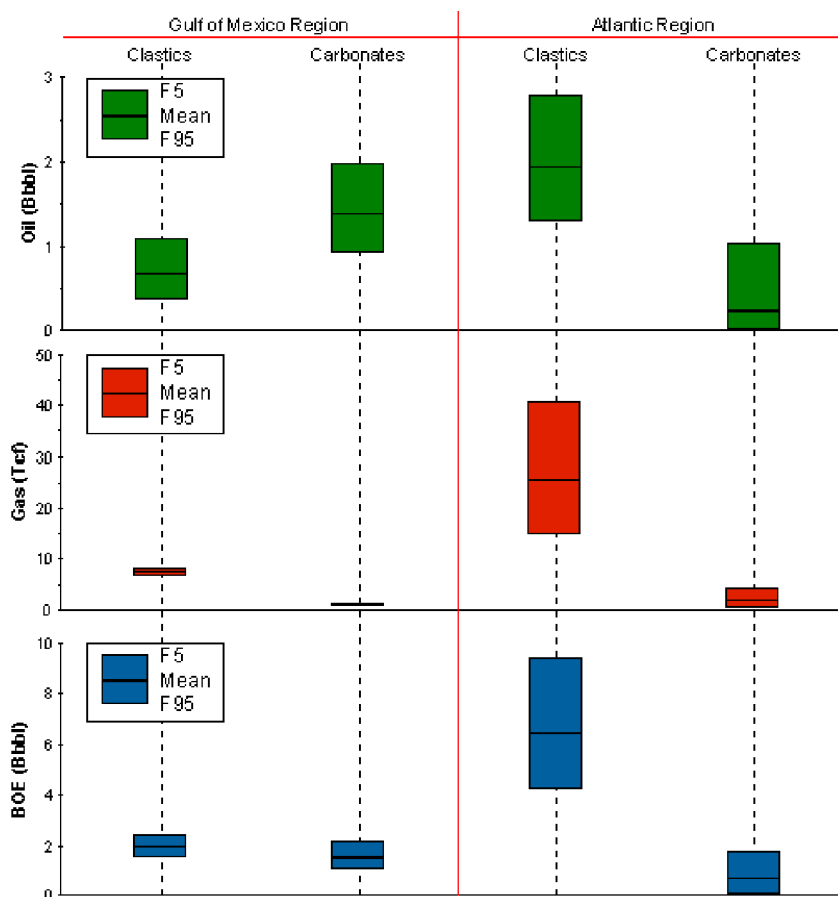 Gulf of Mexico Region Atlantic Region
Clastics Carbonates Clastics Carbonates
Oil (Bbbl)
3
2
1
0
F5
Mean
F95
Gas (Tcf)
50
40
30
20
10
0
F5
Mean
F95
BOE (Bbbl)
10
8
6
4
2
0
F5
Mean
F95